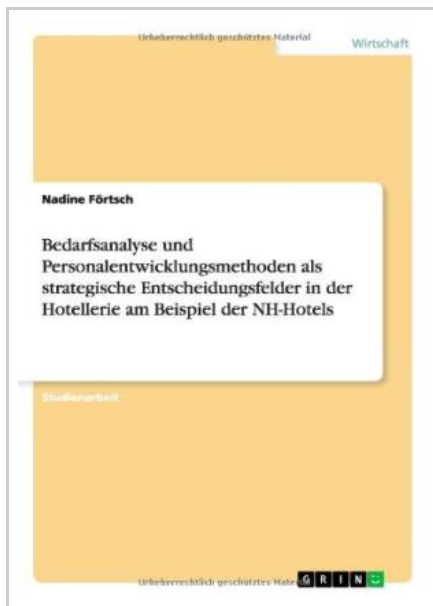 Urheberrechtlich geschütztes Material
Wirtschaft
Nadine Förtsch
Bedarfsanalyse und
Personalentwicklungsmethoden als
strategische Entscheidungsfelder in der
Hotellerie am Beispiel der NH-Hotels
Studienarbeit
Urheberrechtlich geschütztes Material
GRIN